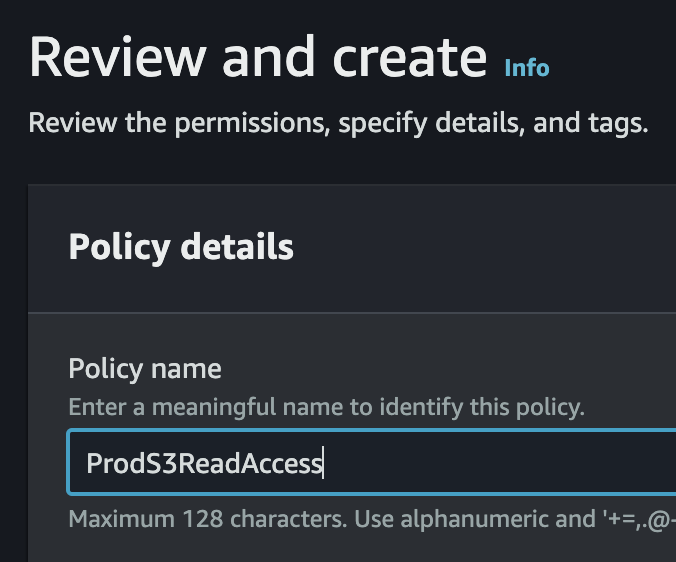 Review and create Info
Review the permissions, specify details, and tags.
Policy details
Policy name
Enter a meaningful name to identify this policy.
ProdS3ReadAccess
Maximum 128 characters. Use alphanumeric and '+=,.@-